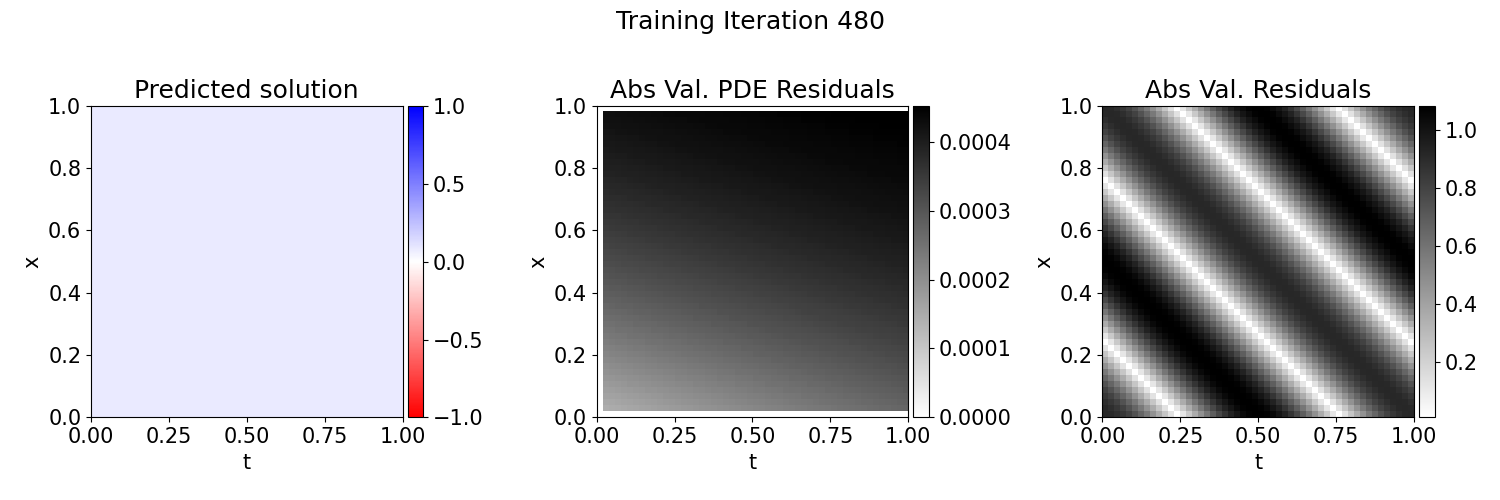 Training Iteration 480
Predicted solution
1.0
0.8
0.6
0.4
0.2
0.0
x
0.00 0.25 0.50 0.75 1.00
t
1.0
0.5
0.0
−0.5
−1.0
Abs Val. PDE Residuals
1.0
0.8
0.6
0.4
0.2
0.0
x
0.00 0.25 0.50 0.75 1.00
t
0.0004
0.0003
0.0002
0.0001
0.0000
Abs Val. Residuals
1.0
0.8
0.6
0.4
0.2
0.0
x
0.00 0.25 0.50 0.75 1.00
t
1.0
0.8
0.6
0.4
0.2